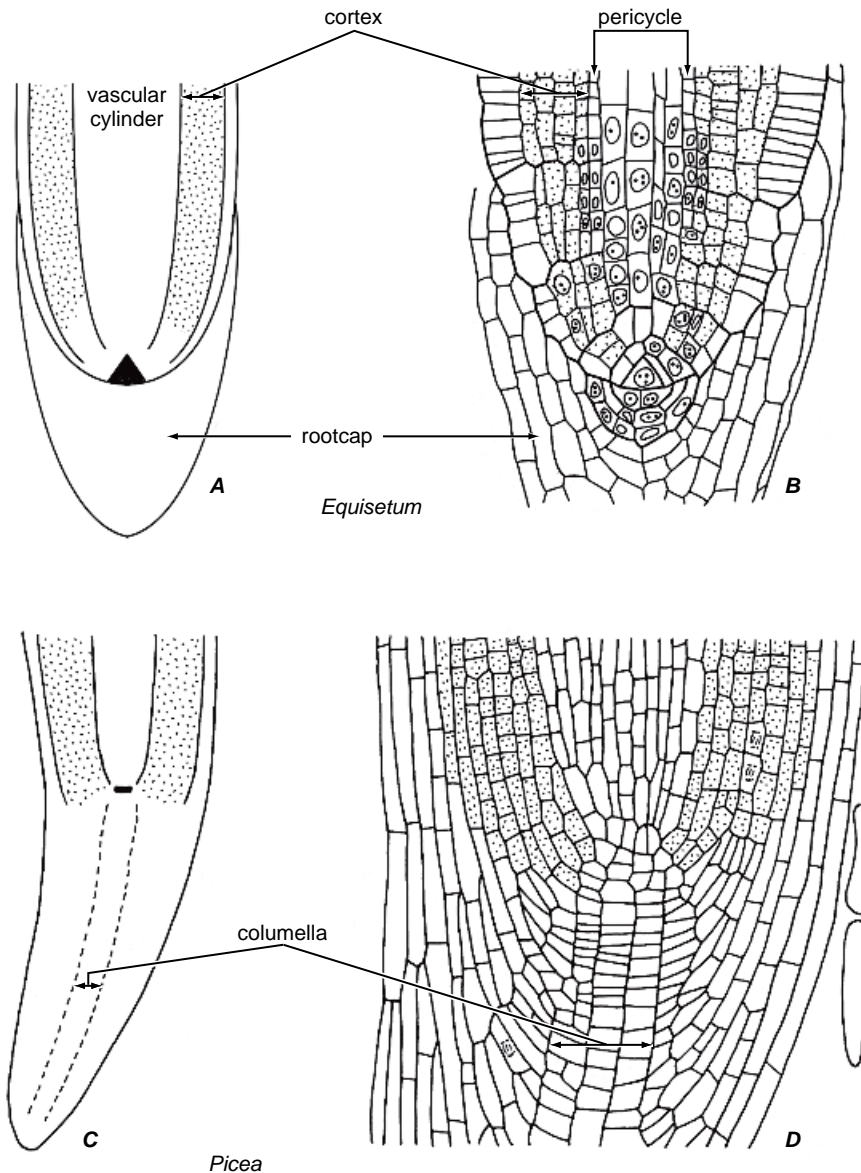 cortex
pericycle
vascular
cylinder
rootcap
A
B
Equisetum
columella
C
D
Picea